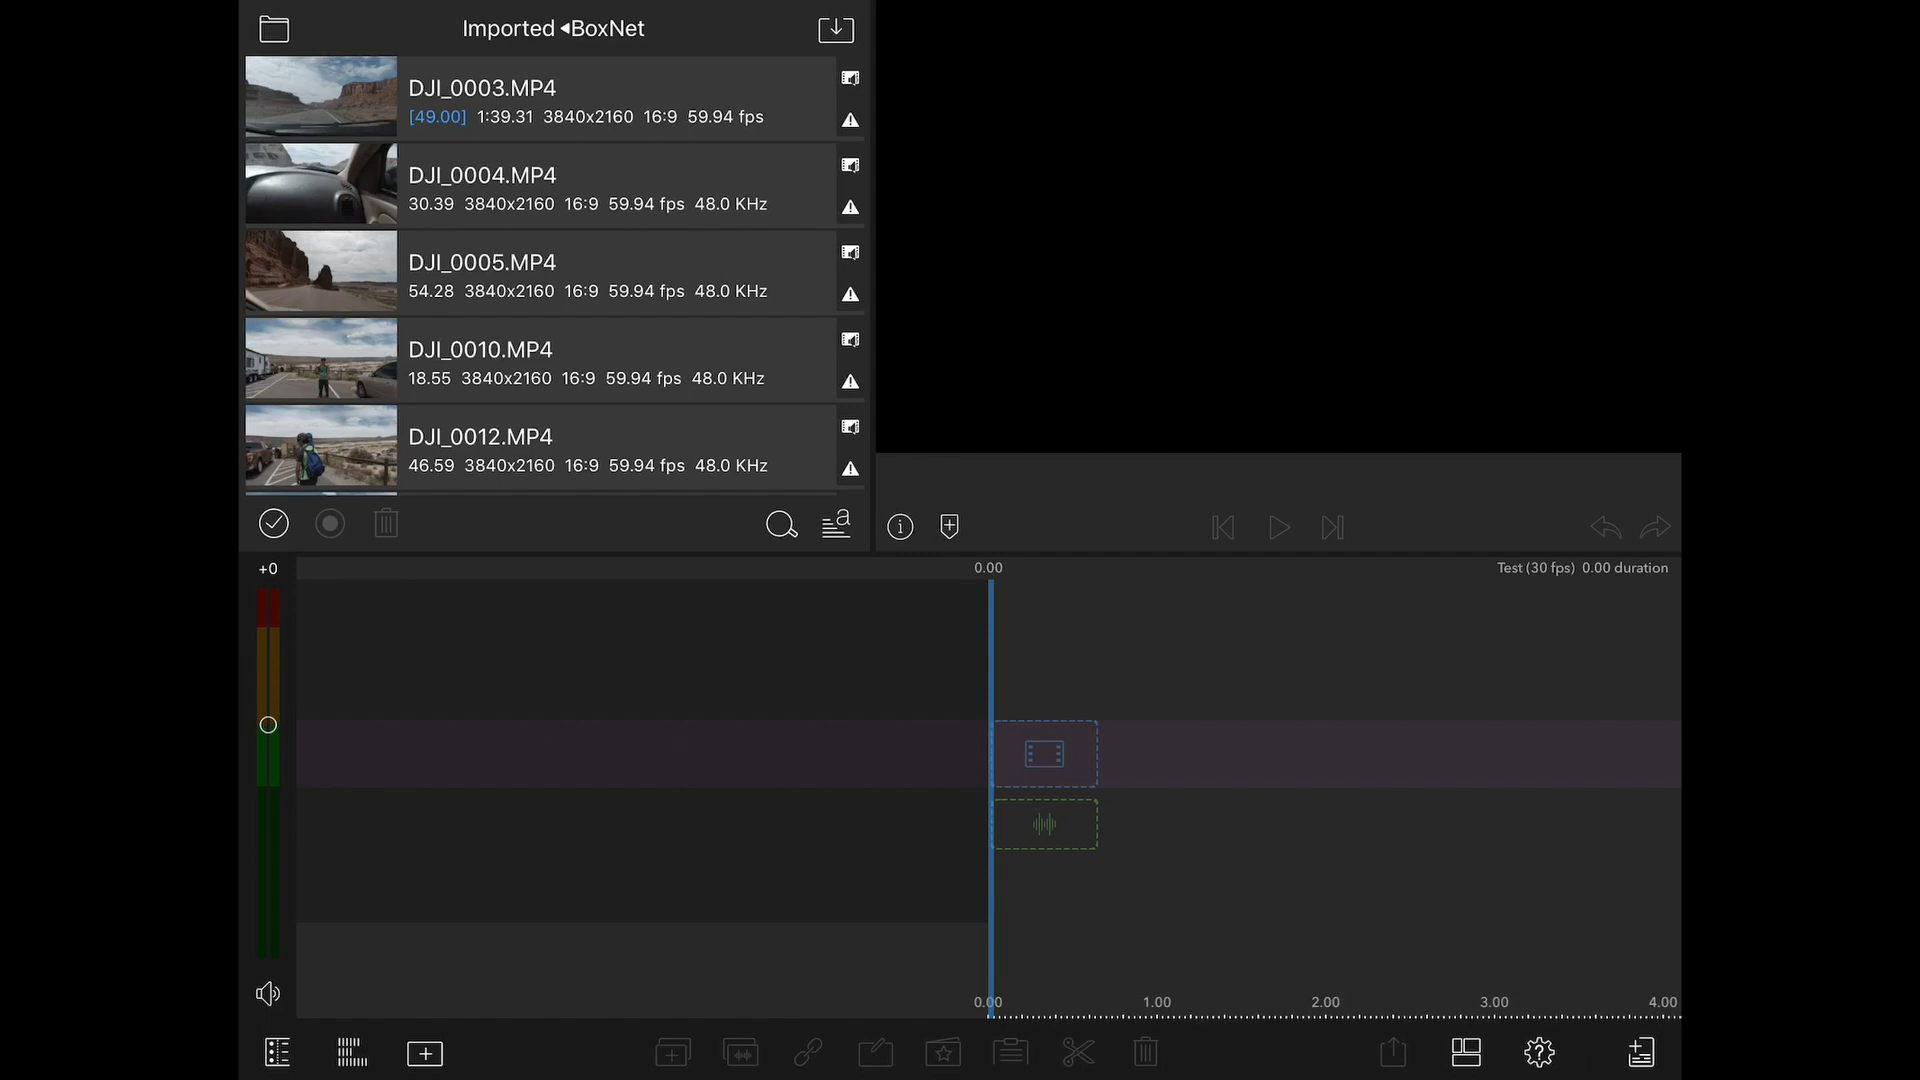 Imported ◂BoxNet
DJI_0003.MP4
[49.00] 1:39.31 3840x2160 16:9 59.94 fps
DJI_0004.MP4
30.39 3840x2160 16:9 59.94 fps 48.0 KHz
DJI_0005.MP4
54.28 3840x2160 16:9 59.94 fps 48.0 KHz
DJI_0010.MP4
18.55 3840x2160 16:9 59.94 fps 48.0 KHz
DJI_0012.MP4
46.59 3840x2160 16:9 59.94 fps 48.0 KHz
a
+0
0.00
Test (30 fps) 0.00 duration
0.00 1.00 2.00 3.00 4.00